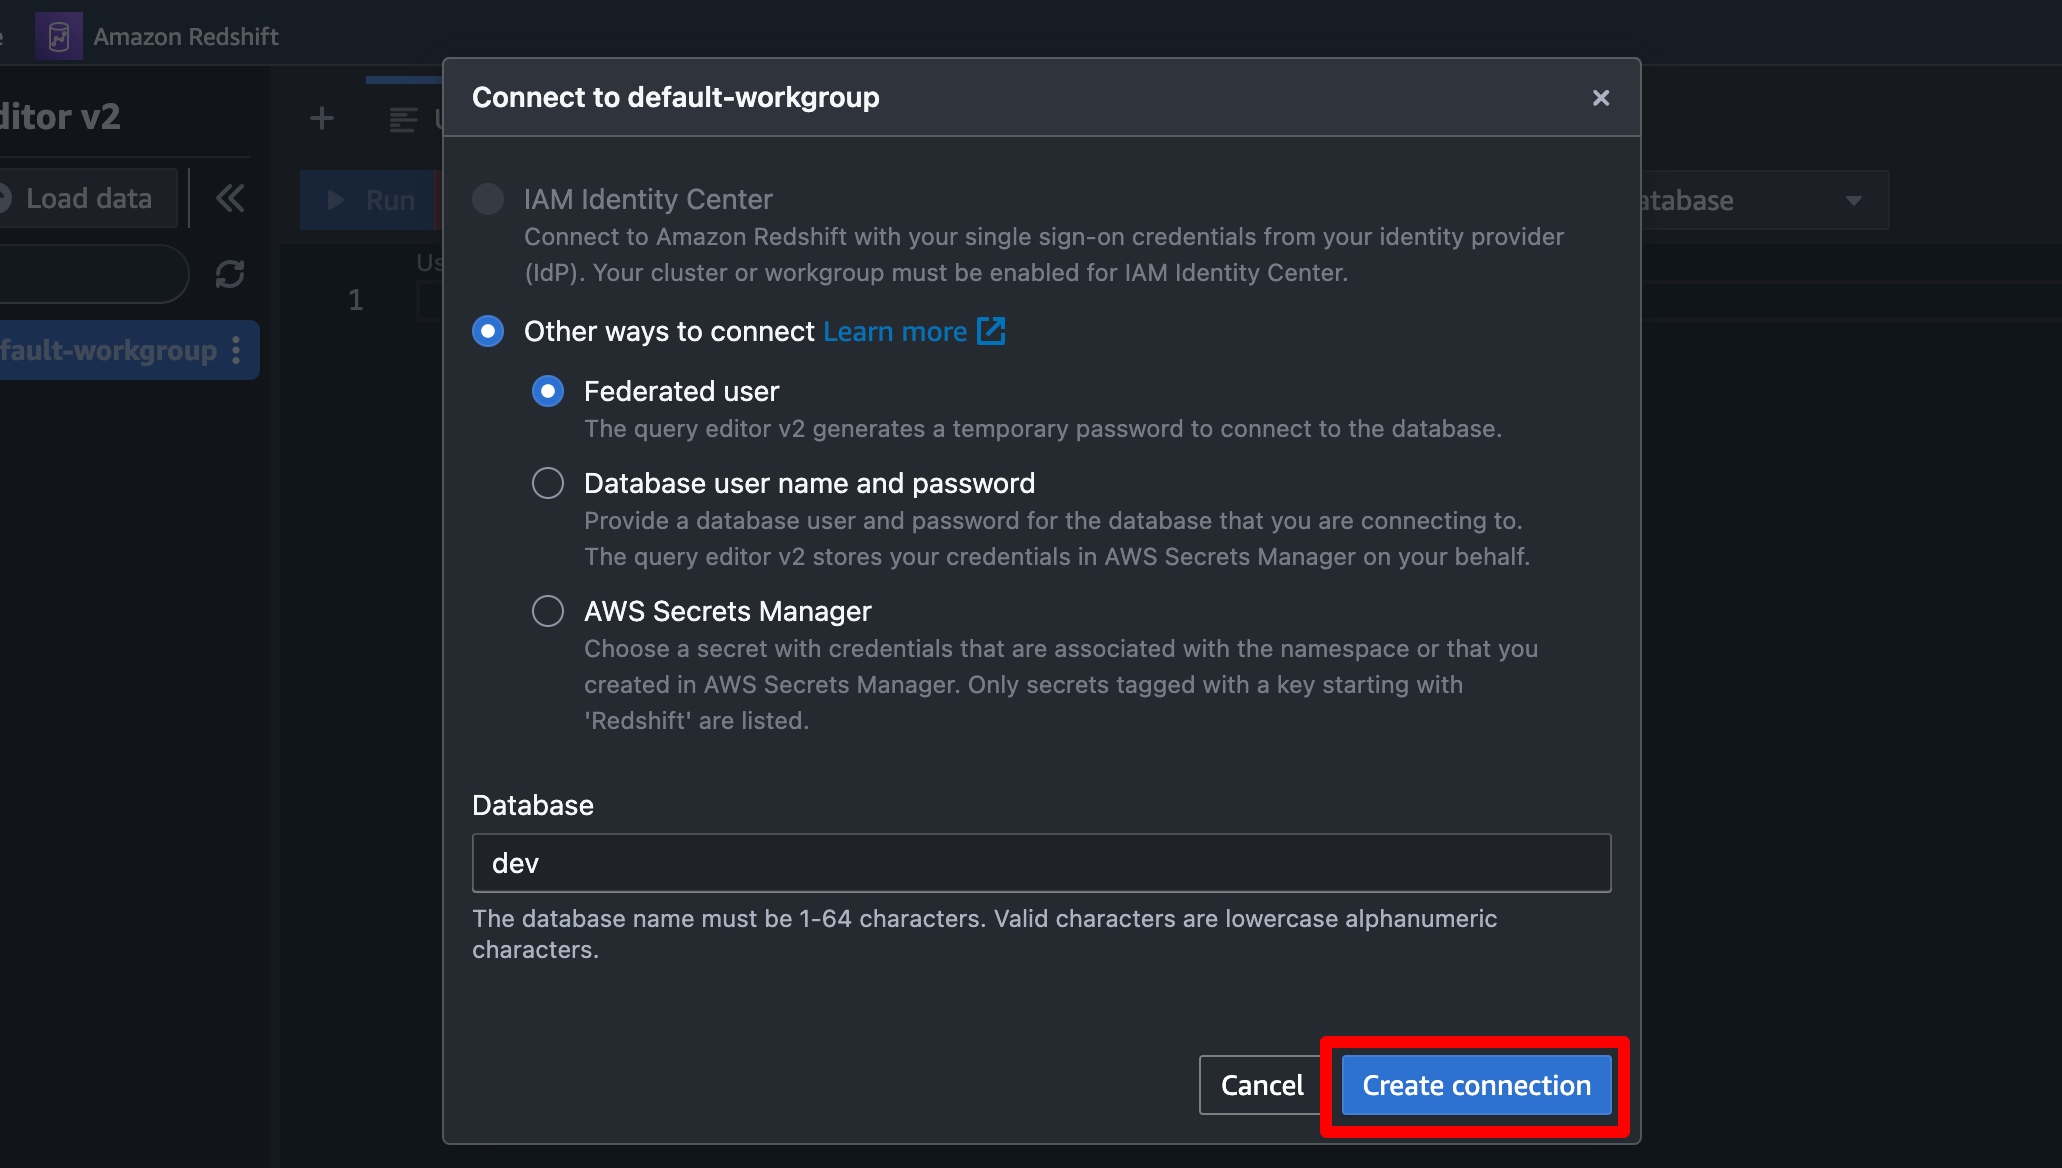 Amazon Redshift
ditor v2
Load data
Run
atabase
1
fault-workgroup
Connect to default-workgroup
IAM Identity Center
Connect to Amazon Redshift with your single sign-on credentials from your identity provider
(IdP). Your cluster or workgroup must be enabled for IAM Identity Center.
Other ways to connect Learn more
Federated user
The query editor v2 generates a temporary password to connect to the database.
Database user name and password
Provide a database user and password for the database that you are connecting to.
The query editor v2 stores your credentials in AWS Secrets Manager on your behalf.
AWS Secrets Manager
Choose a secret with credentials that are associated with the namespace or that you
created in AWS Secrets Manager. Only secrets tagged with a key starting with
'Redshift' are listed.
Database
dev
The database name must be 1-64 characters. Valid characters are lowercase alphanumeric
characters.
Cancel
Create connection